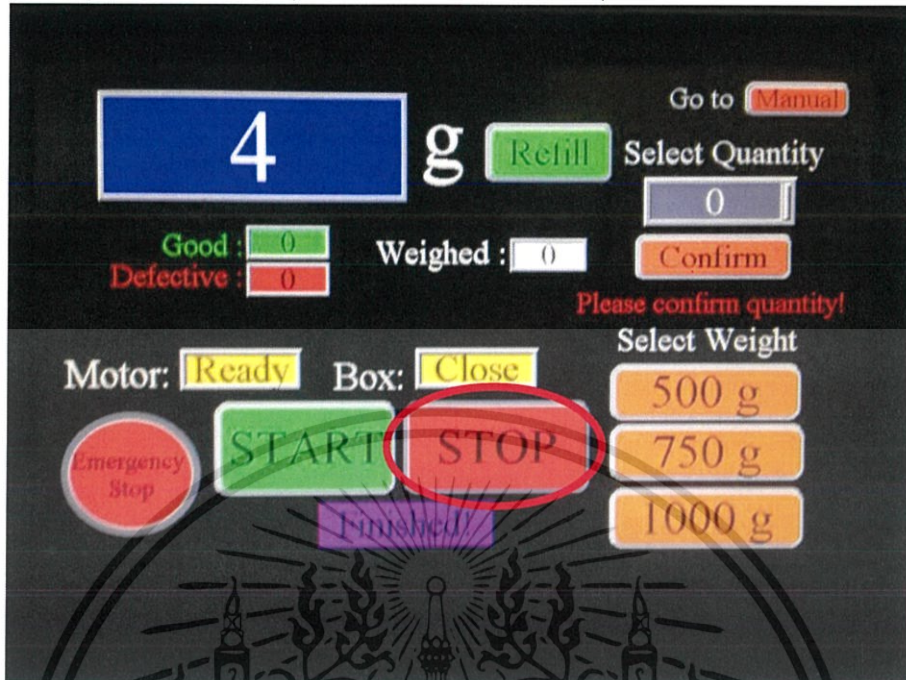 Go to Manual
4 g Refill Select Quantity
0
Good : 0 Weighed : 0 Confirm
Defective : 0
Please confirm quantity!
Select Weight
Motor: Ready Box: Close
500 g
START STOP
Emergency Stop
750 g
Finished!
1000 g